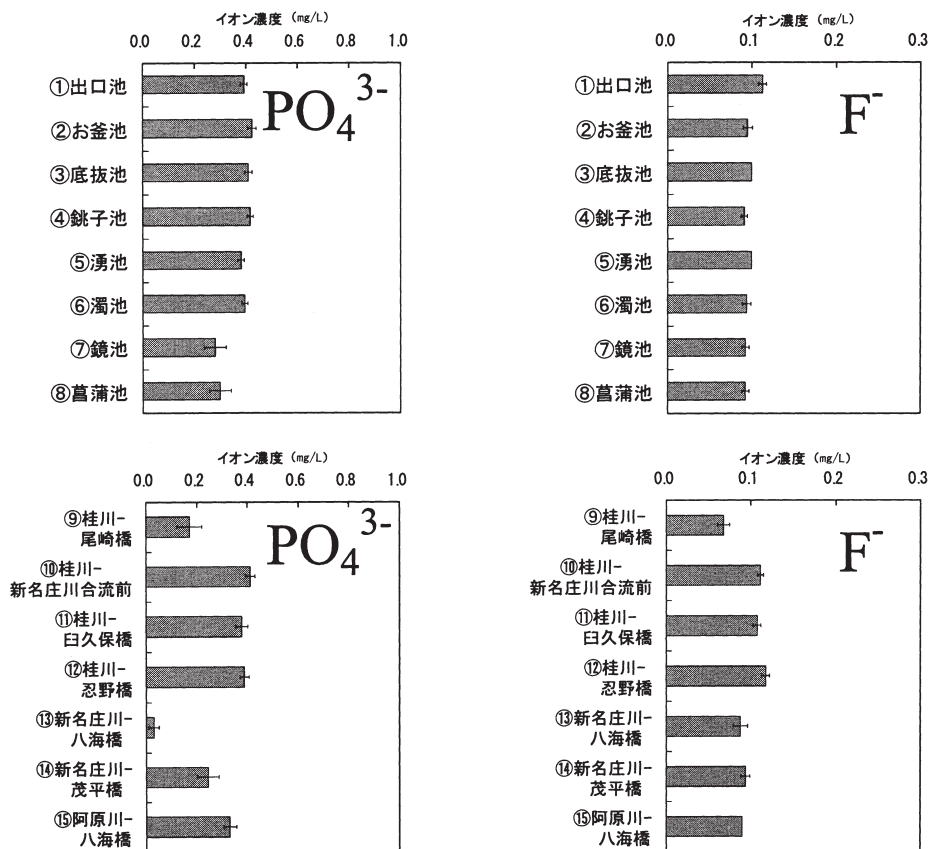 イオン濃度 (mg/L)
0.0 0.2 0.4 0.6 0.8 1.0
①出口池
②お釜池
③底抜池
④銚子池
⑤湧池
⑥濁池
⑦鏡池
⑧菖蒲池
PO₄³⁻
イオン濃度 (mg/L)
0.0 0.1 0.2 0.3
①出口池
②お釜池
③底抜池
④銚子池
⑤湧池
⑥濁池
⑦鏡池
⑧菖蒲池
F⁻
イオン濃度 (mg/L)
0.0 0.2 0.4 0.6 0.8 1.0
⑨桂川−
尾崎橋
⑩桂川−
新名庄川合流前
⑪桂川−
臼久保橋
⑫桂川−
忍野橋
⑬新名庄川−
八海橋
⑭新名庄川−
茂平橋
⑮阿原川−
八海橋
PO₄³⁻
イオン濃度 (mg/L)
0.0 0.1 0.2 0.3
⑨桂川−
尾崎橋
⑩桂川−
新名庄川合流前
⑪桂川−
臼久保橋
⑫桂川−
忍野橋
⑬新名庄川−
八海橋
⑭新名庄川−
茂平橋
⑮阿原川−
八海橋
F⁻